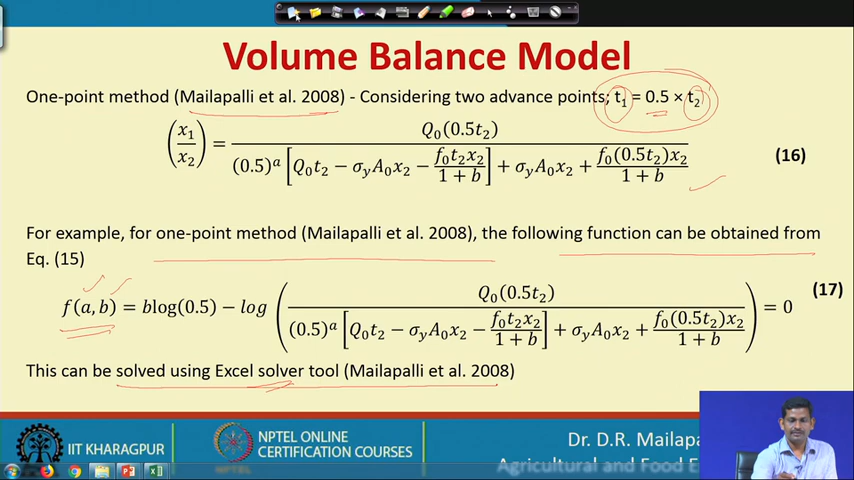 Volume Balance Model
One-point method (Mailapalli et al. 2008) - Considering two advance points; t₁ = 0.5 × t₂
(x₁/x₂) = Q₀(0.5t₂) / ((0.5)ᵃ [Q₀t₂ − σᵧA₀x₂ − f₀t₂x₂/(1 + b)] + σᵧA₀x₂ + f₀(0.5t₂)x₂/(1 + b)) (16)
For example, for one-point method (Mailapalli et al. 2008), the following function can be obtained from
Eq. (15)
f(a, b) = blog(0.5) − log (Q₀(0.5t₂) / ((0.5)ᵃ [Q₀t₂ − σᵧA₀x₂ − f₀t₂x₂/(1 + b)] + σᵧA₀x₂ + f₀(0.5t₂)x₂/(1 + b))) = 0 (17)
This can be solved using Excel solver tool (Mailapalli et al. 2008)
IIT KHARAGPUR
NPTEL ONLINE
CERTIFICATION COURSES
Dr. D.R. Mailapa
Agricultural and Food E